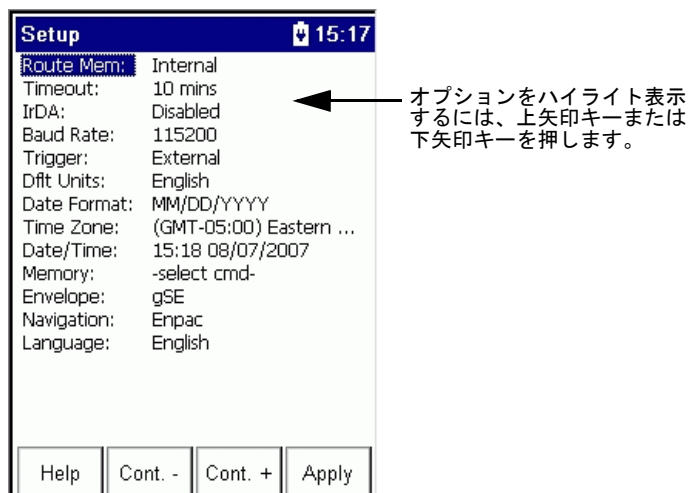 Setup 15:17
Route Mem: Internal
Timeout: 10 mins
IrDA: Disabled
Baud Rate: 115200
Trigger: External
Dflt Units: English
Date Format: MM/DD/YYYY
Time Zone: (GMT-05:00) Eastern ...
Date/Time: 15:18 08/07/2007
Memory: -select cmd-
Envelope: gSE
Navigation: Enpac
Language: English
Help Cont. - Cont. + Apply
オプションをハイライト表示
するには、上矢印キーまたは
下矢印キーを押します。